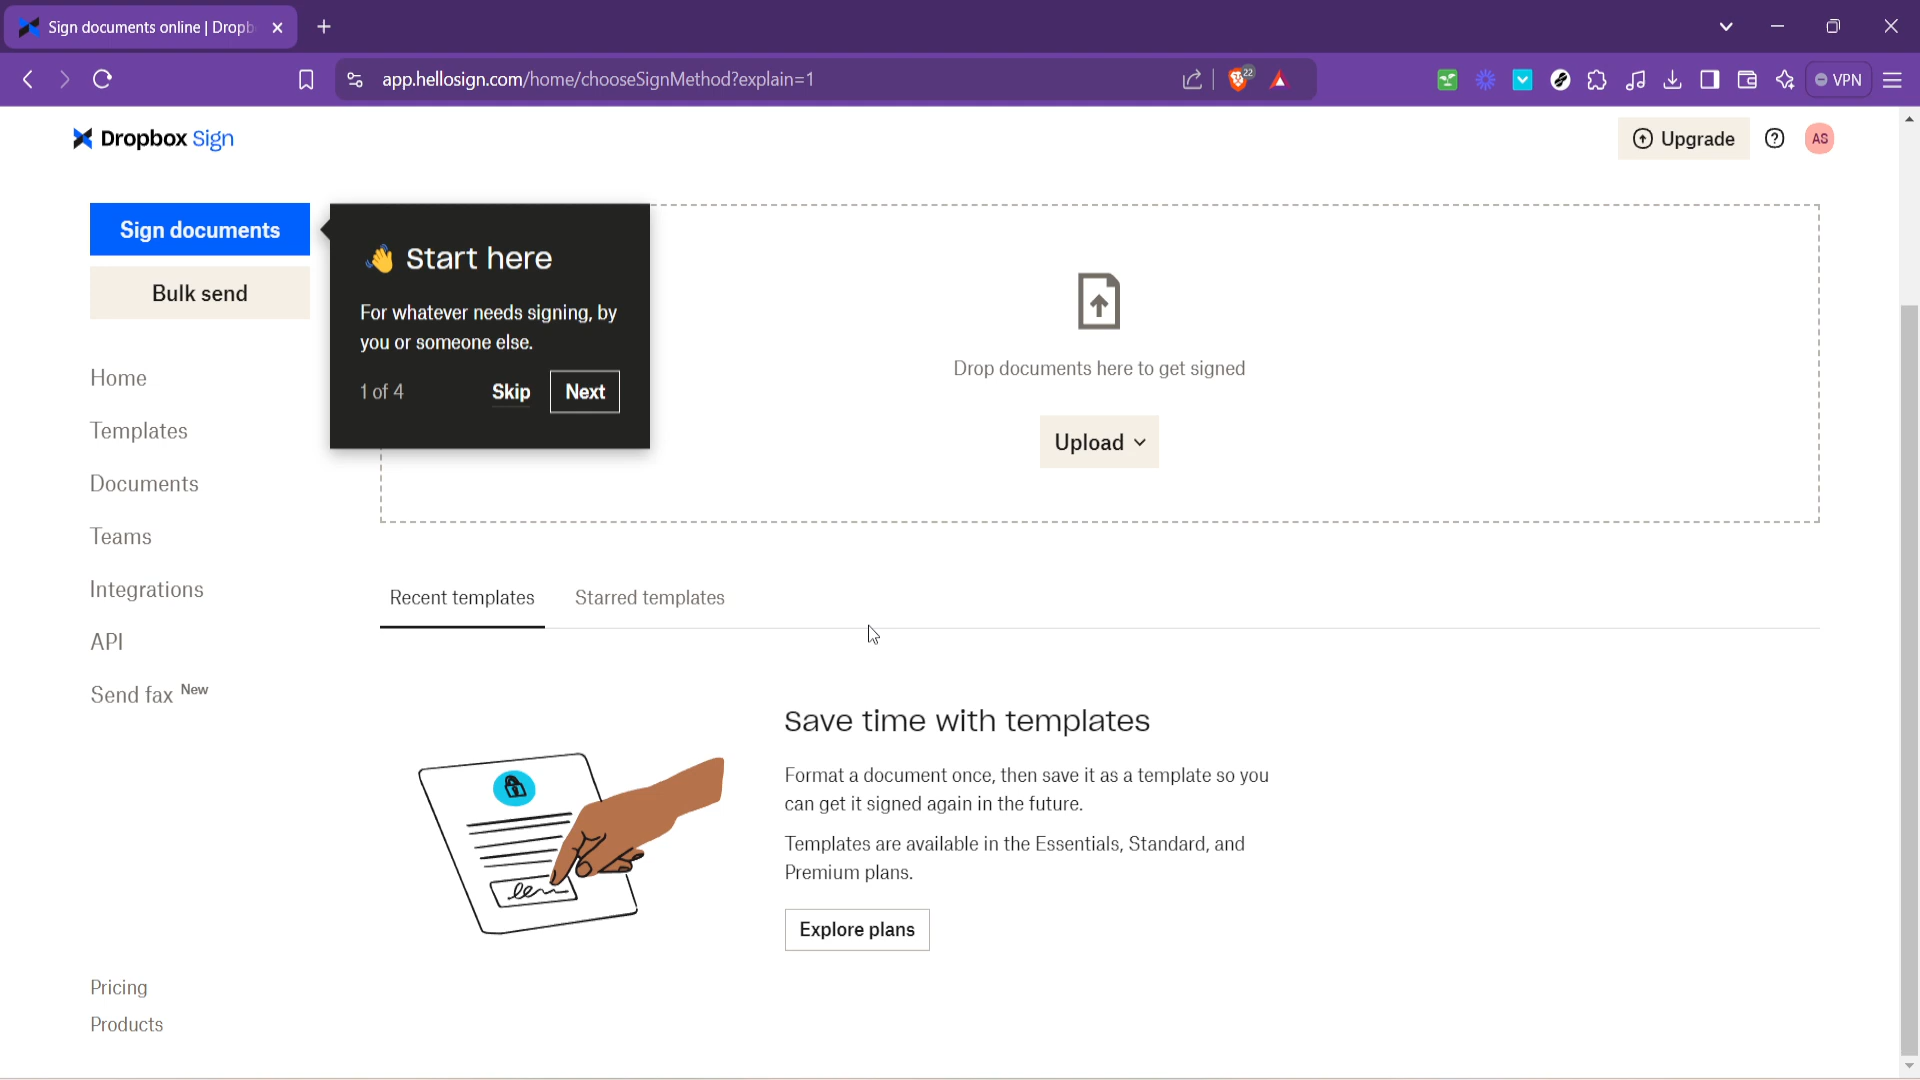 Sign documents online | Dropb
app.hellosign.com/home/chooseSignMethod?explain=1
22
VPN
Dropbox Sign
Upgrade
AS
Sign documents
Bulk send
Home
Templates
Documents
Teams
Integrations
API
Send fax New
Pricing
Products
👋 Start here
For whatever needs signing, by
you or someone else.
1 of 4
Skip
Next
Drop documents here to get signed
Upload
Recent templates
Starred templates
Save time with templates
Format a document once, then save it as a template so you
can get it signed again in the future.
Templates are available in the Essentials, Standard, and
Premium plans.
Explore plans